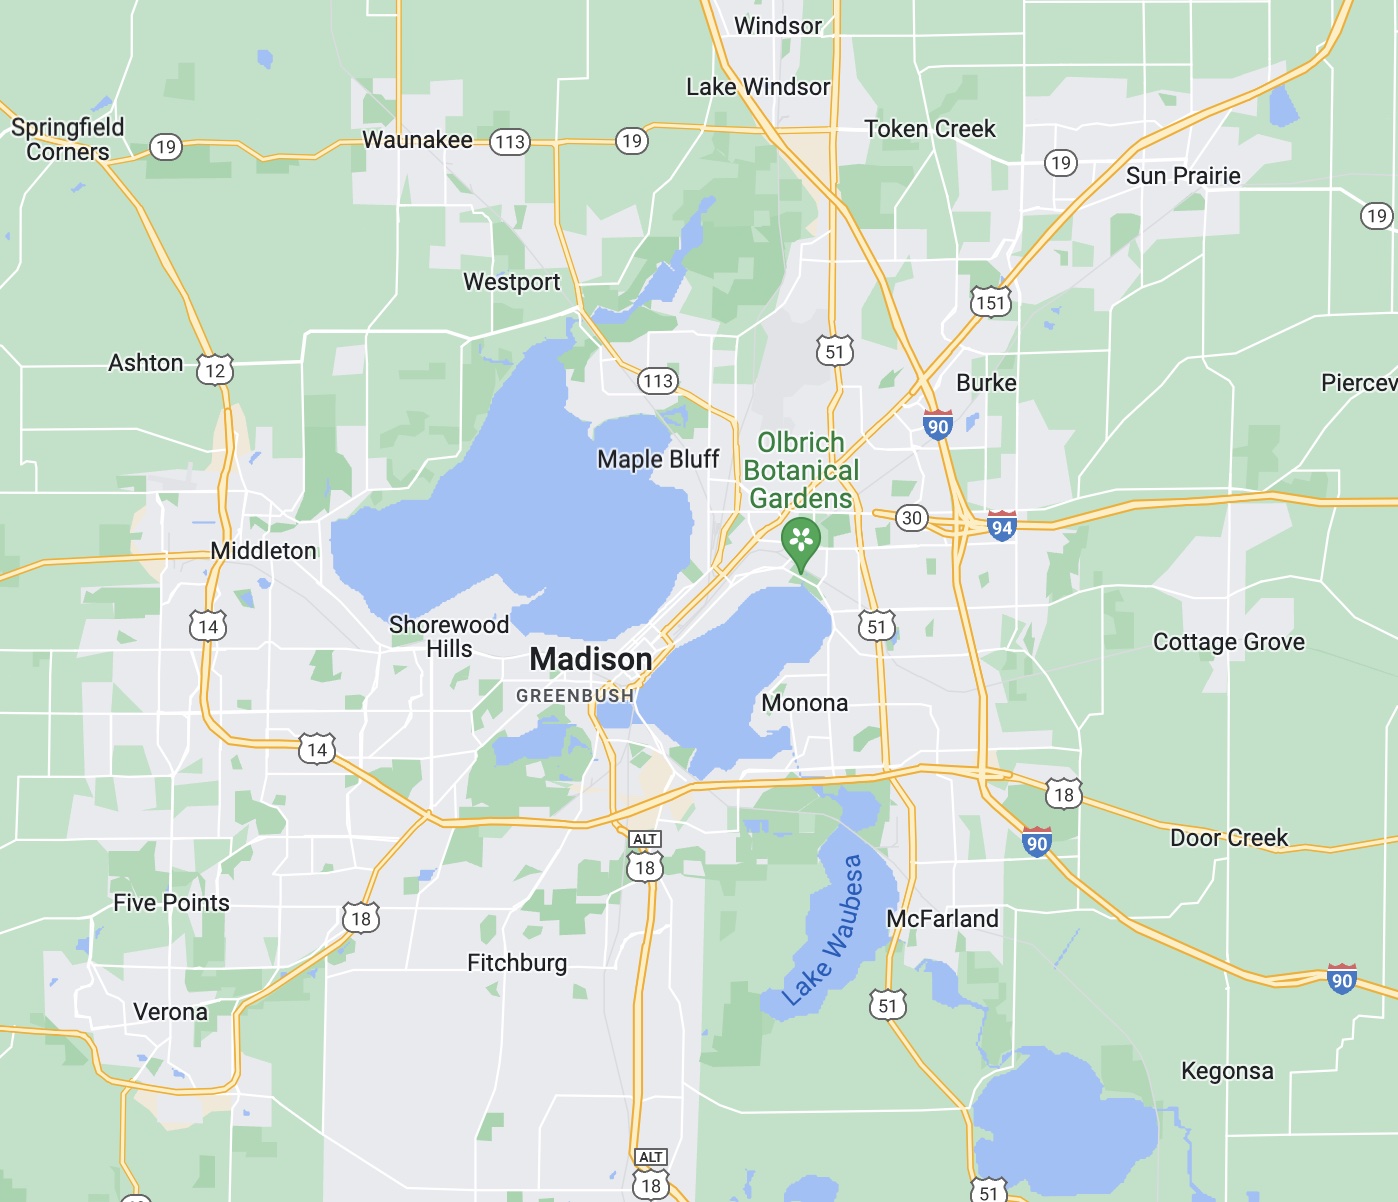 Windsor
Lake Windsor
Springfield
Corners
19
Waunakee
113
19
Token Creek
19
Sun Prairie
19
Westport
151
Ashton
12
51
113
Burke
Piercev
90
Maple Bluff
Olbrich
Botanical
Gardens
30
94
Middleton
14
Shorewood
Hills
51
Cottage Grove
Madison
GREENBUSH
Monona
14
18
Door Creek
ALT
18
90
Five Points
18
Lake Waubesa
McFarland
Fitchburg
90
Verona
51
Kegonsa
ALT
18
51